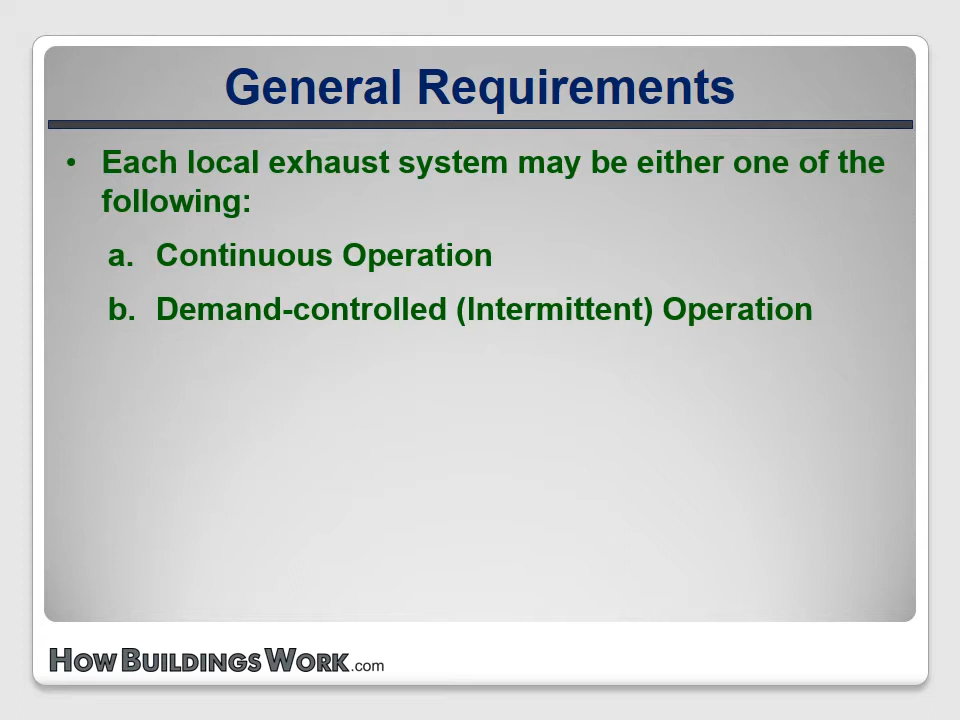 General Requirements
• Each local exhaust system may be either one of the
following:
a. Continuous Operation
b. Demand-controlled (Intermittent) Operation
HOW BUILDINGS WORK.com